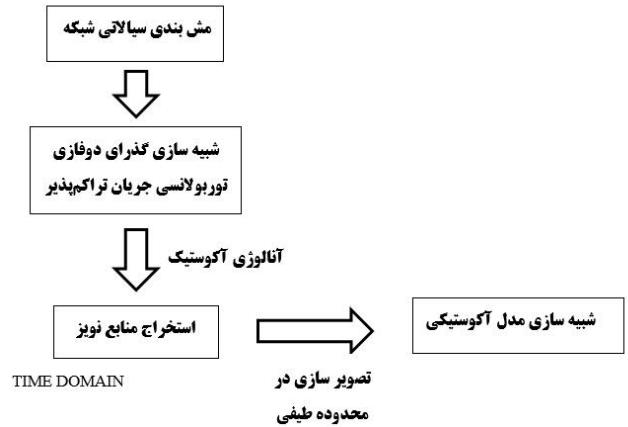 مش بندی سیالاتی شبکه
شبیه سازی گذرای دوفازی
توربولانسی جریان تراکم‌پذیر
آنالوژی آکوستیک
استخراج منابع نویز
شبیه سازی مدل آکوستیکی
TIME DOMAIN
تصویر سازی در
محدوده طیفی